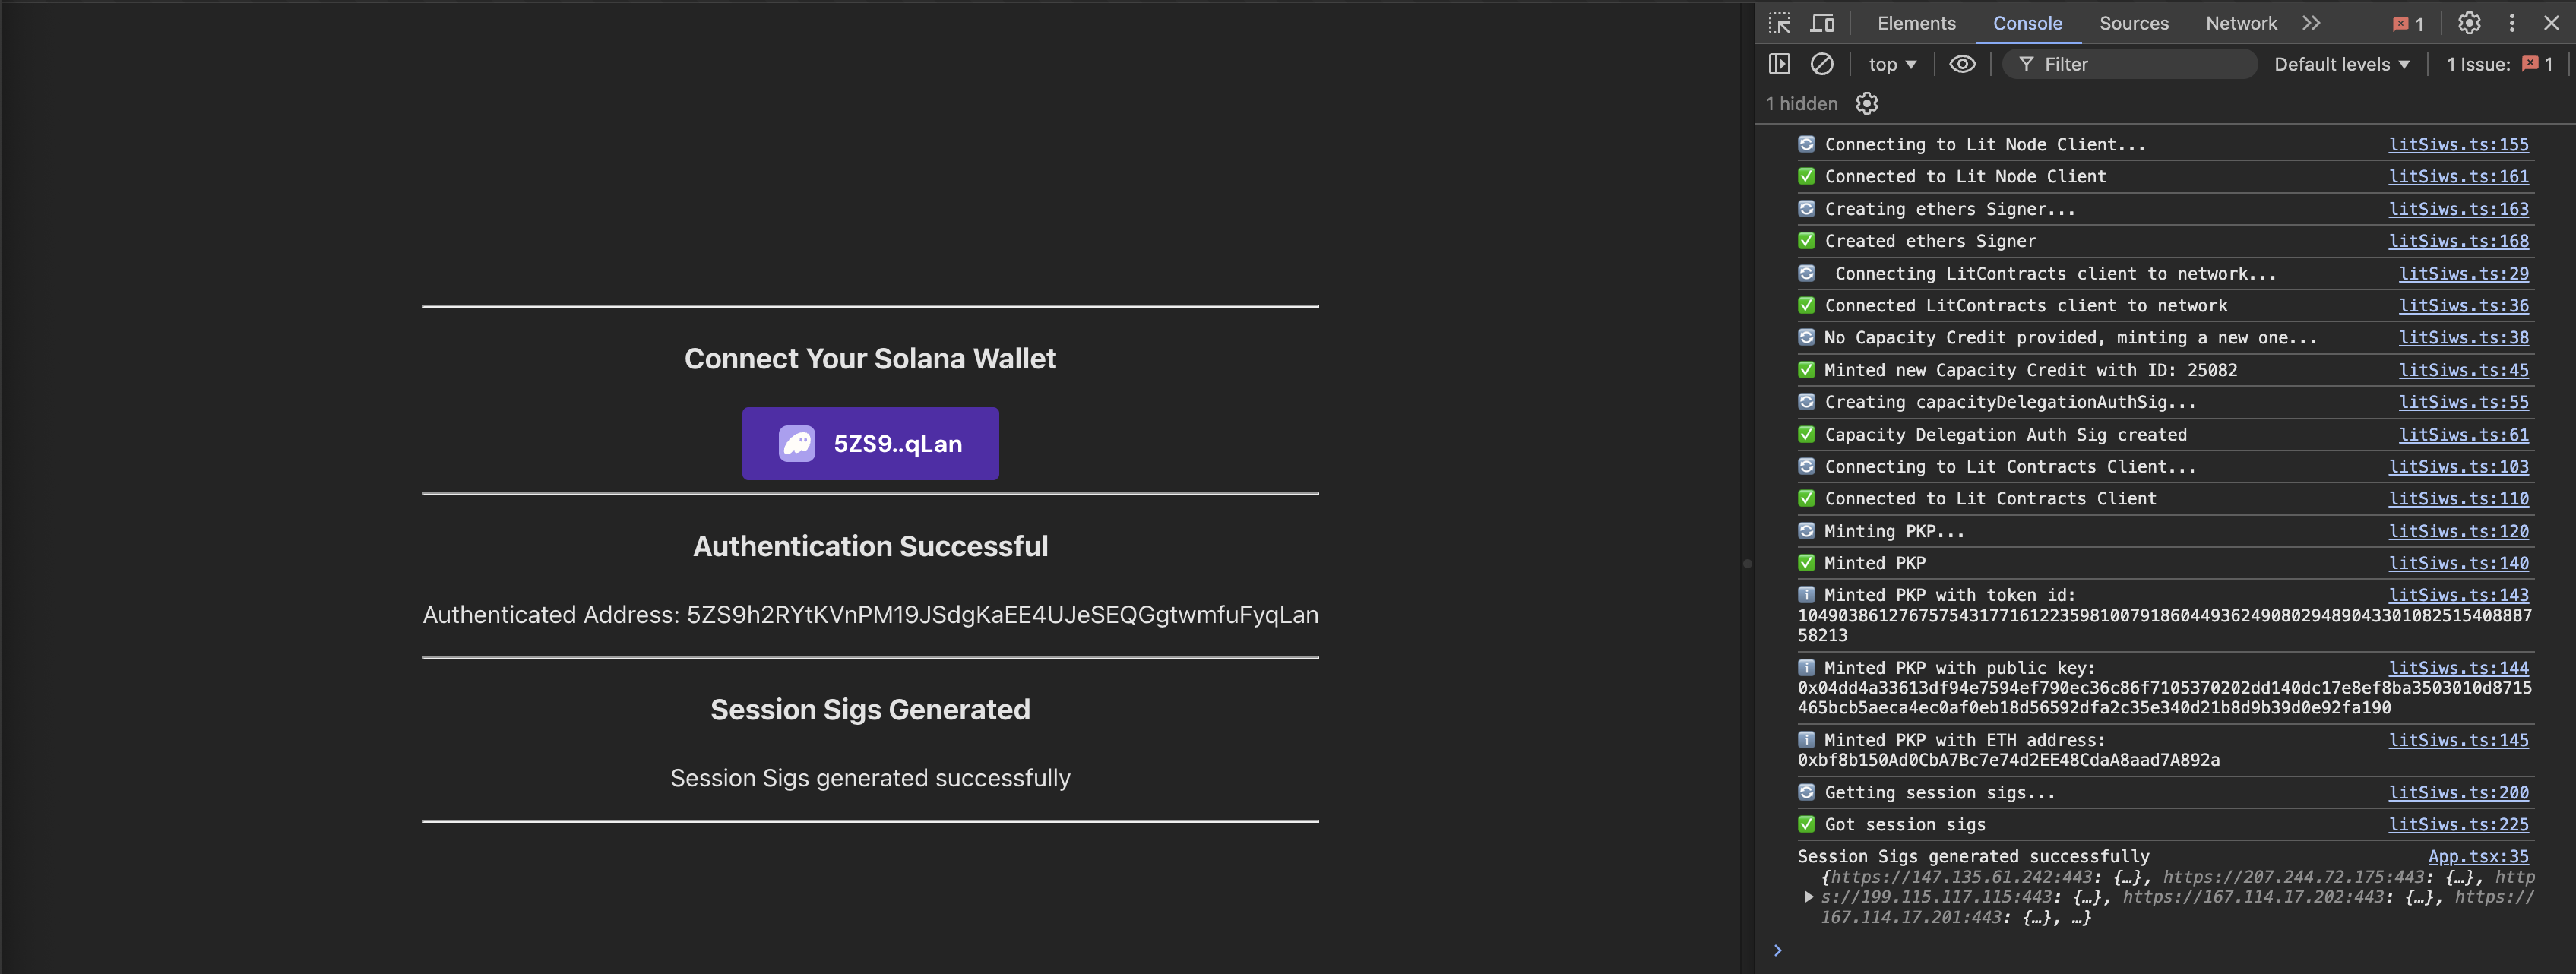 Connect Your Solana Wallet
5ZS9..qLan
Authentication Successful
Authenticated Address: 5ZS9h2RYtKVnPM19JSdgKaEE4UJeSEQGgtwmfuFyqLan
Session Sigs Generated
Session Sigs generated successfully
Elements Console Sources Network 1
top Filter Default levels 1 Issue: 1
1 hidden
Connecting to Lit Node Client... litSiws.ts:155
Connected to Lit Node Client litSiws.ts:161
Creating ethers Signer... litSiws.ts:163
Created ethers Signer litSiws.ts:168
Connecting LitContracts client to network... litSiws.ts:29
Connected LitContracts client to network litSiws.ts:36
No Capacity Credit provided, minting a new one... litSiws.ts:38
Minted new Capacity Credit with ID: 25082 litSiws.ts:45
Creating capacityDelegationAuthSig... litSiws.ts:55
Capacity Delegation Auth Sig created litSiws.ts:61
Connecting to Lit Contracts Client... litSiws.ts:103
Connected to Lit Contracts Client litSiws.ts:110
Minting PKP... litSiws.ts:120
Minted PKP litSiws.ts:140
Minted PKP with token id: litSiws.ts:143
1049038612767575431771612235981007918604493624908029489043301082515408887
58213
Minted PKP with public key: litSiws.ts:144
0x04dd4a33613df94e7594ef790ec36c86f7105370202dd140dc17e8ef8ba3503010d8715
465bcb5aeca4ec0af0eb18d56592dfa2c35e340d21b8d9b39d0e92fa190
Minted PKP with ETH address: litSiws.ts:145
0xbf8b150Ad0CbA7Bc7e74d2EE48CdaA8aad7A892a
Getting session sigs... litSiws.ts:200
Got session sigs litSiws.ts:225
Session Sigs generated successfully App.tsx:35
{https://147.135.61.242:443: {…}, https://207.244.72.175:443: {…}, http
s://199.115.117.115:443: {…}, https://167.114.17.202:443: {…}, https://
167.114.17.201:443: {…}, …}